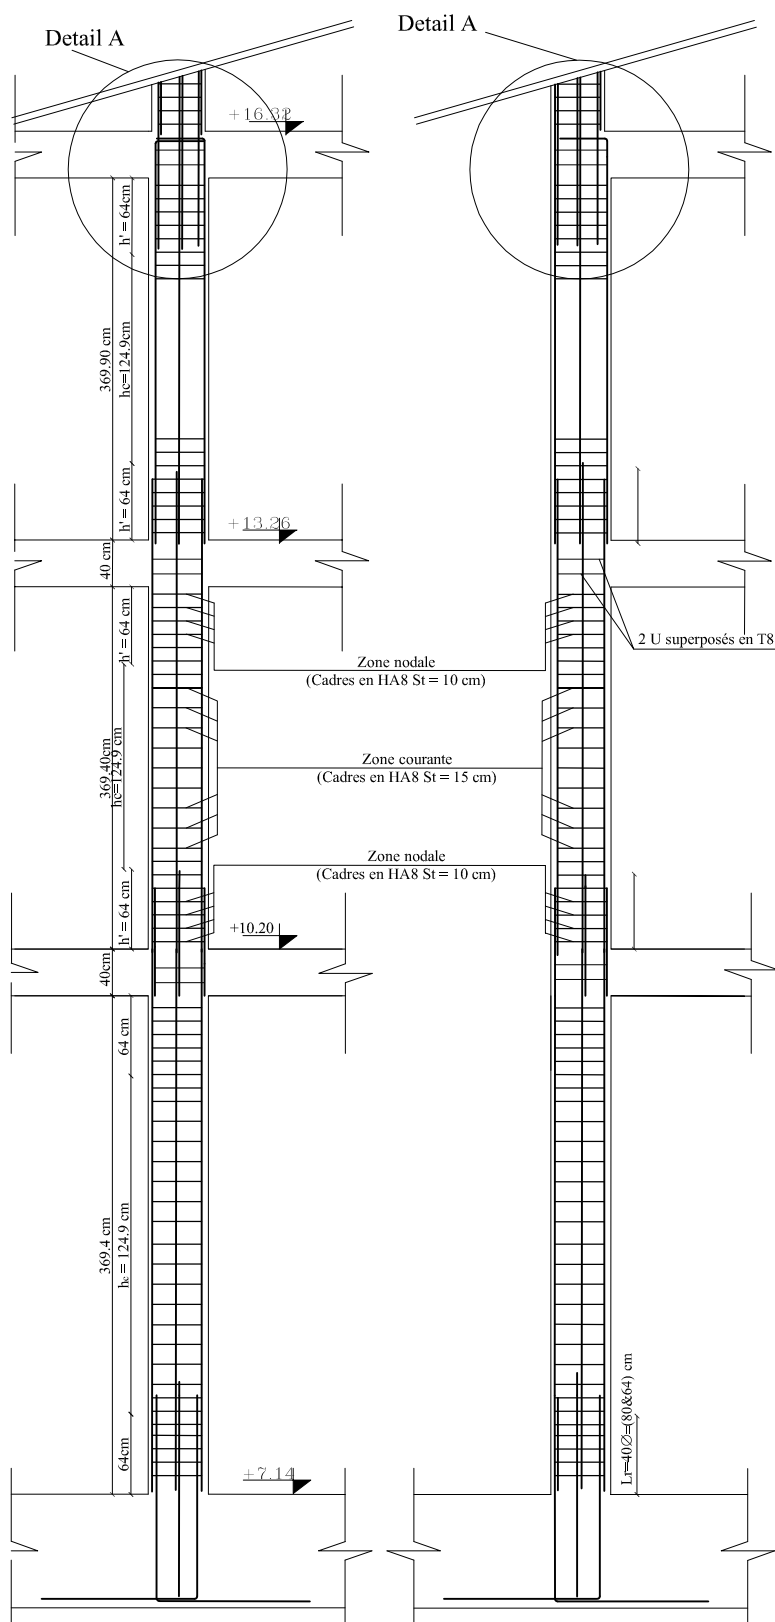 Detail A
Detail A
+16.32
h' = 64cm
369.90 cm
hc=124.9cm
h' = 64 cm
+13.26
40 cm
h' = 64 cm
2 U superposés en T8
Zone nodale
(Cadres en HA8 St = 10 cm)
369.40cm
hc=124.9 cm
Zone courante
(Cadres en HA8 St = 15 cm)
Zone nodale
(Cadres en HA8 St = 10 cm)
h' = 64 cm
+10.20
40cm
64 cm
369.4 cm
hc = 124.9 cm
Lr=40Ø=(80&64) cm
64cm
+7.14